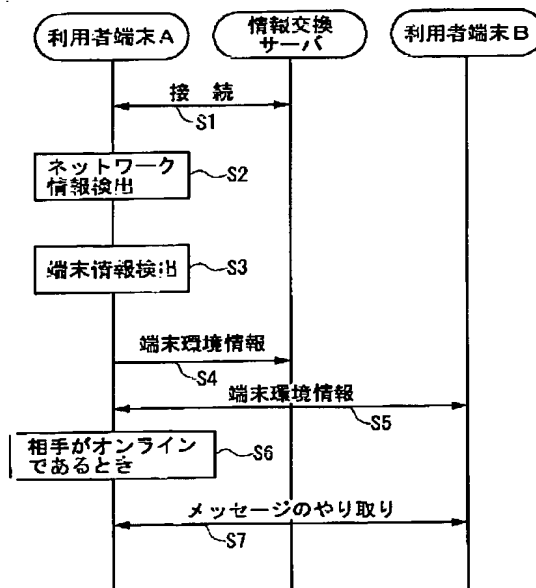 利用者端末A
情報交換
サーバ
利用者端末B
接 続
S1
ネットワーク
情報検出
S2
端末情報検出
S3
端末環境情報
S4
端末環境情報
S5
相手がオンライン
であるとき
S6
メッセージのやり取り
S7